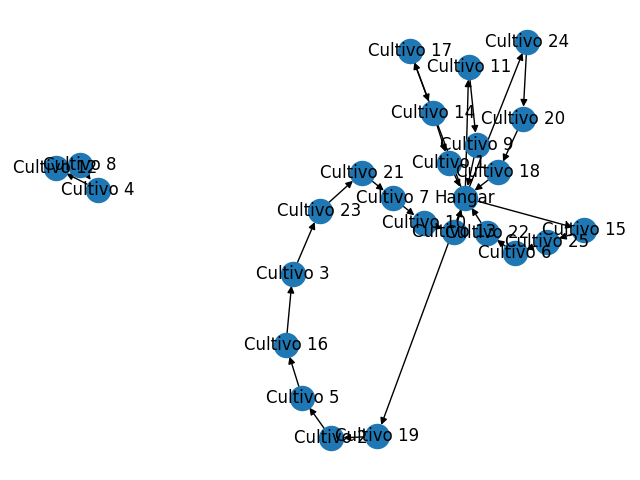 Cultivo 24
Cultivo 17
Cultivo 11
Cultivo 14
Cultivo 20
Cultivo 9
Cultivo 1
Cultivo 8
Cultivo 12
Cultivo 18
Cultivo 21
Cultivo 4
Cultivo 7
Hangar
Cultivo 23
Cultivo 10
Cultivo 15
Cultivo 13
Cultivo 22
Cultivo 25
Cultivo 6
Cultivo 3
Cultivo 16
Cultivo 5
Cultivo 19
Cultivo 2